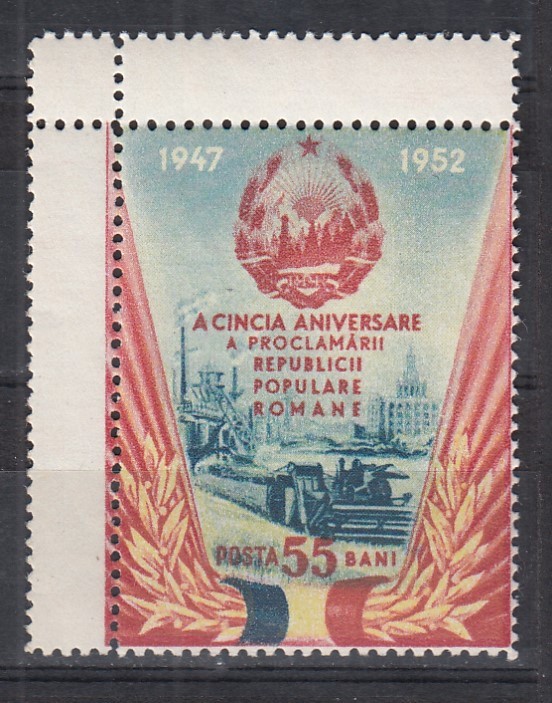 1947 1952
A CINCIA ANIVERSARE
A PROCLAMĂRII
REPUBLICII
POPULARE
ROMANE
POSTA 55 BANI